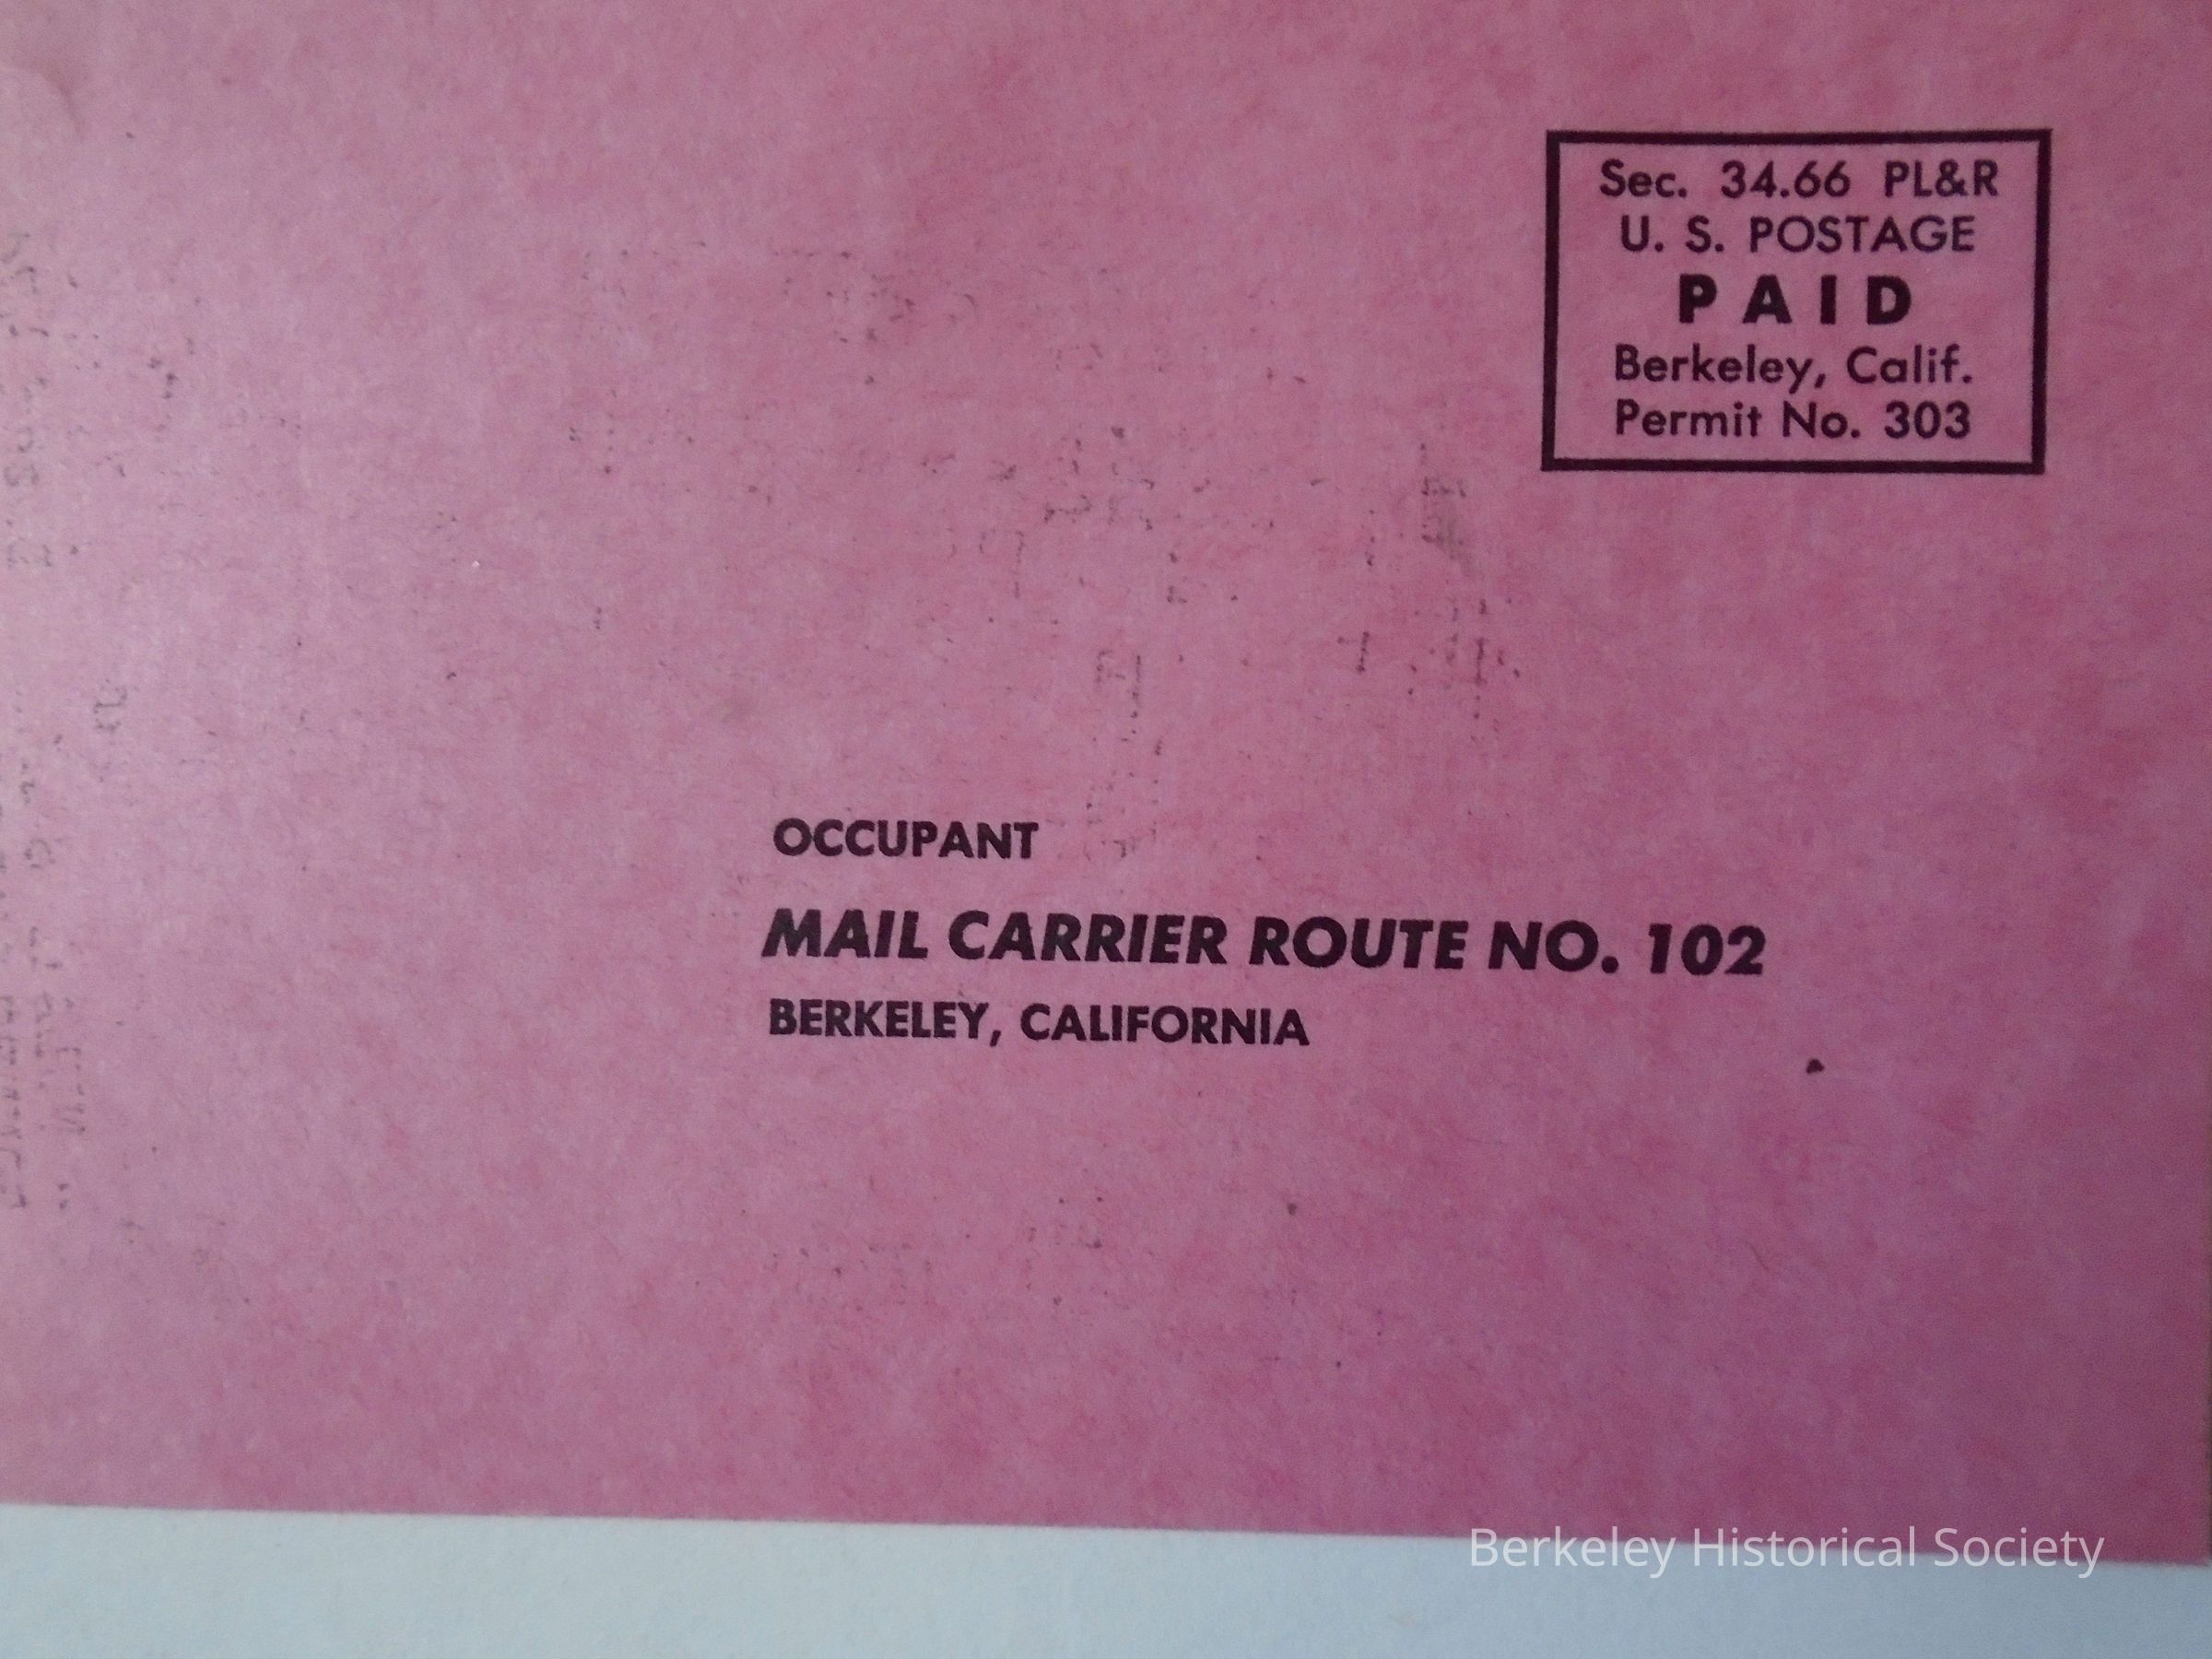 Sec. 34.66 PL&R
U. S. POSTAGE
PAID
Berkeley, Calif.
Permit No. 303
OCCUPANT
MAIL CARRIER ROUTE NO. 102
BERKELEY, CALIFORNIA
Berkeley Historical Society